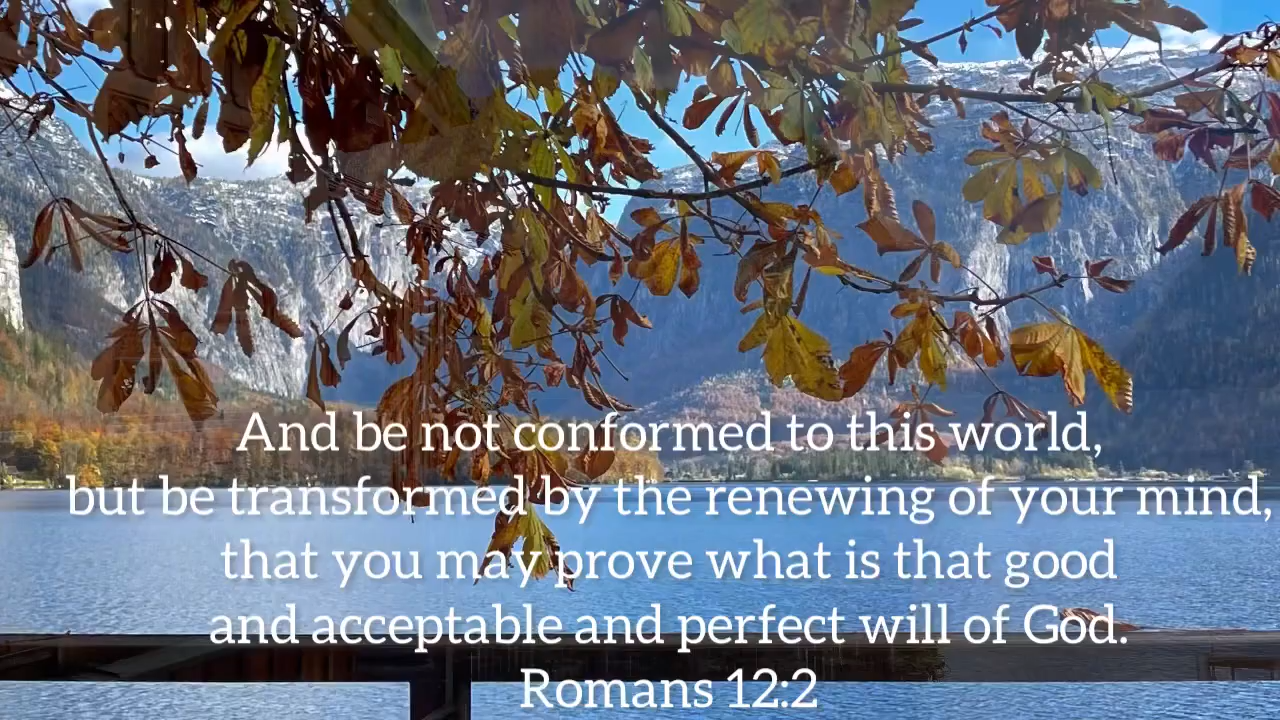 And be not conformed to this world,
but be transformed by the renewing of your mind,
that you may prove what is that good
and acceptable and perfect will of God.
Romans 12:2